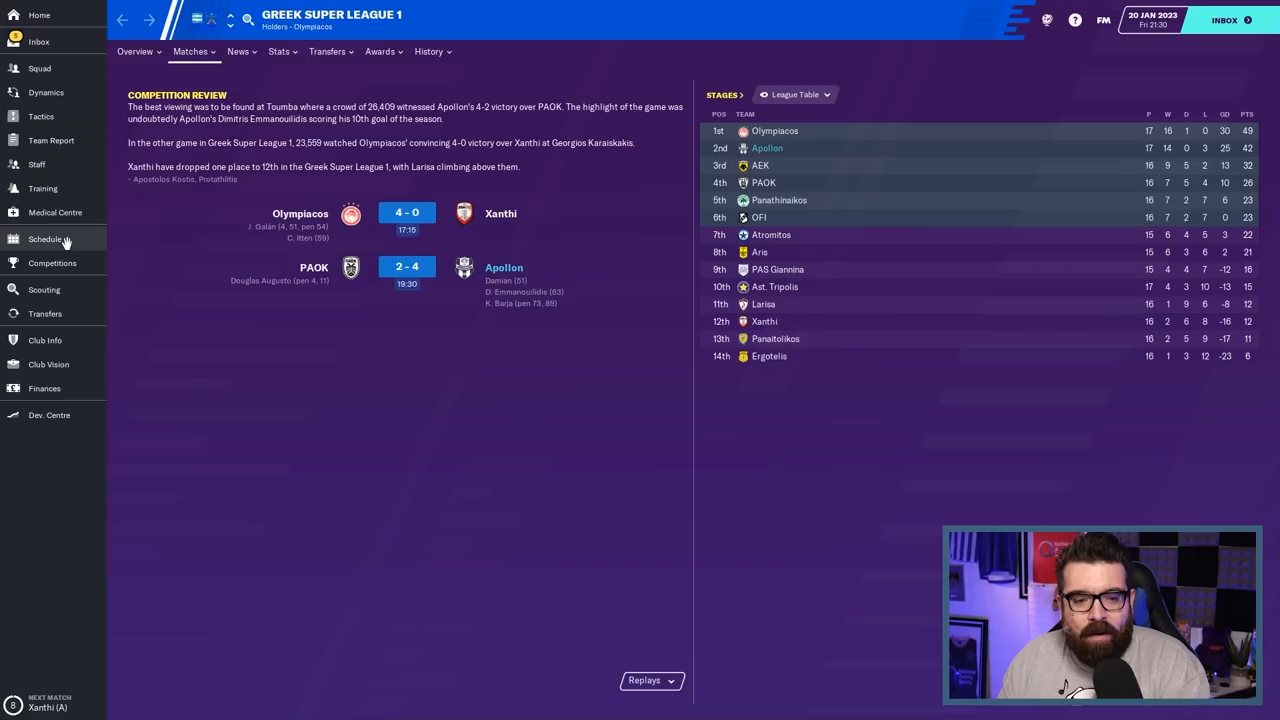 Home
5
Inbox
Squad
Dynamics
Tactics
Team Report
Staff
Training
Medical Centre
Schedule
Competitions
Scouting
Transfers
Club Info
Club Vision
Finances
Dev. Centre
8
NEXT MATCH
Xanthi (A)
GREEK SUPER LEAGUE 1
Holders - Olympiacos
FM
20 JAN 2023
Fri 21:30
INBOX
Overview
Matches
News
Stats
Transfers
Awards
History
COMPETITION REVIEW
The best viewing was to be found at Toumba where a crowd of 26,409 witnessed Apollon's 4-2 victory over PAOK. The highlight of the game was
undoubtedly Apollon's Dimitris Emmanouilidis scoring his 10th goal of the season.
In the other game in Greek Super League 1, 23,559 watched Olympiacos' convincing 4-0 victory over Xanthi at Georgios Karaiskakis.
Xanthi have dropped one place to 12th in the Greek Super League 1, with Larisa climbing above them.
- Apostolos Kostis, Protathlitis
Olympiacos 4 - 0 Xanthi
J. Galán (4, 51, pen 54) 17:15
C. Itten (59)
PAOK 2 - 4 Apollon
Douglas Augusto (pen 4, 11) 19:30 Damian (51)
D. Emmanouilidis (63)
K. Barja (pen 73, 89)
Replays
STAGES > League Table
POS TEAM P W D L GD PTS
1st Olympiacos 17 16 1 0 30 49
2nd Apollon 17 14 0 3 25 42
3rd AEK 16 9 5 2 13 32
4th PAOK 16 7 5 4 10 26
5th Panathinaikos 16 7 2 7 6 23
6th OFI 16 7 2 7 0 23
7th Atromitos 15 6 4 5 3 22
8th Aris 15 6 3 6 2 21
9th PAS Giannina 15 4 4 7 -12 16
10th Ast. Tripolis 17 4 3 10 -13 15
11th Larisa 16 1 9 6 -8 12
12th Xanthi 16 2 6 8 -16 12
13th Panaitolikos 16 2 5 9 -17 11
14th Ergotelis 16 1 3 12 -23 6